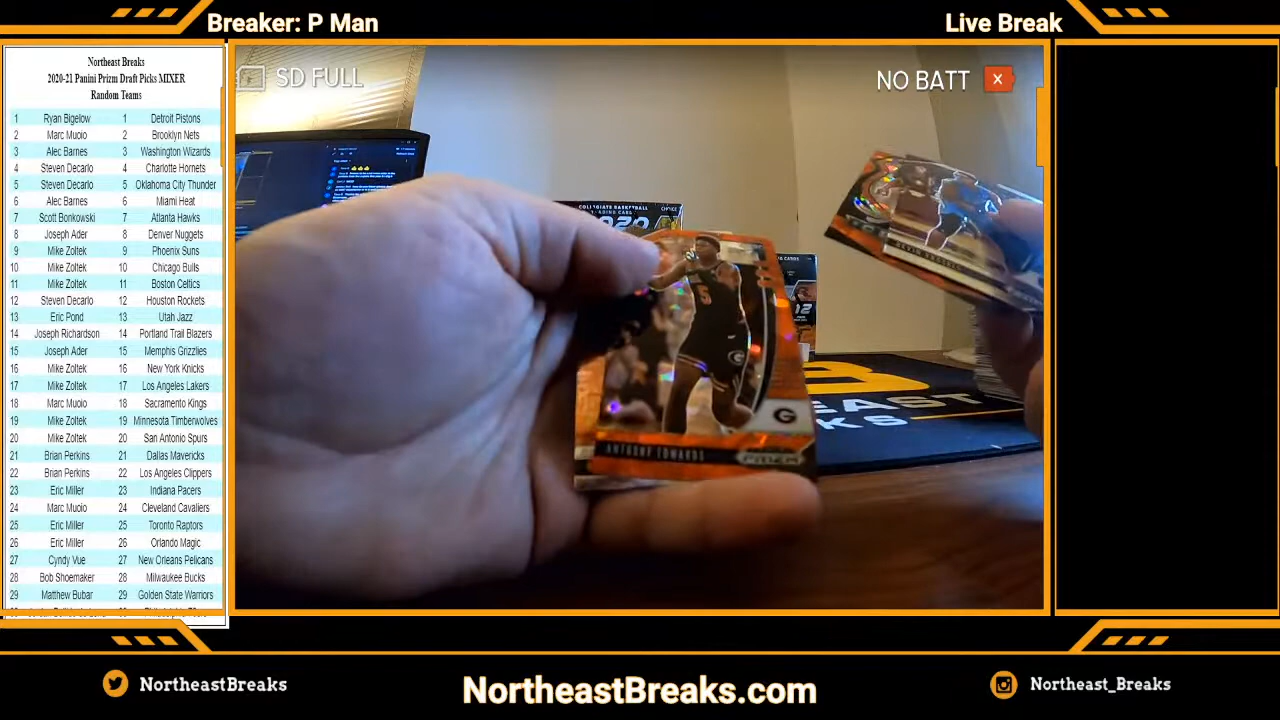 Breaker: P Man
Live Break
Northeast Breaks
2020-21 Panini Prizm Draft Picks MIXER
Random Teams
1 Ryan Bigelow 1 Detroit Pistons
2 Marc Muoio 2 Brooklyn Nets
3 Alec Barnes 3 Washington Wizards
4 Steven Decarlo 4 Charlotte Hornets
5 Steven Decarlo 5 Oklahoma City Thunder
6 Alec Barnes 6 Miami Heat
7 Scott Bonkowski 7 Atlanta Hawks
8 Joseph Ader 8 Denver Nuggets
9 Mike Zoltek 9 Phoenix Suns
10 Mike Zoltek 10 Chicago Bulls
11 Mike Zoltek 11 Boston Celtics
12 Steven Decarlo 12 Houston Rockets
13 Eric Pond 13 Utah Jazz
14 Joseph Richardson 14 Portland Trail Blazers
15 Joseph Ader 15 Memphis Grizzlies
16 Mike Zoltek 16 New York Knicks
17 Mike Zoltek 17 Los Angeles Lakers
18 Marc Muoio 18 Sacramento Kings
19 Mike Zoltek 19 Minnesota Timberwolves
20 Mike Zoltek 20 San Antonio Spurs
21 Brian Perkins 21 Dallas Mavericks
22 Brian Perkins 22 Los Angeles Clippers
23 Eric Miller 23 Indiana Pacers
24 Marc Muoio 24 Cleveland Cavaliers
25 Eric Miller 25 Toronto Raptors
26 Eric Miller 26 Orlando Magic
27 Cyndy Vue 27 New Orleans Pelicans
28 Bob Shoemaker 28 Milwaukee Bucks
29 Matthew Bubar 29 Golden State Warriors
SD FULL
NO BATT
COLLEGIATE BASKETBALL
CHOICE
2020
ANTHONY EDWARDS
PRIZM
G
5
NortheastBreaks
NortheastBreaks.com
Northeast_Breaks